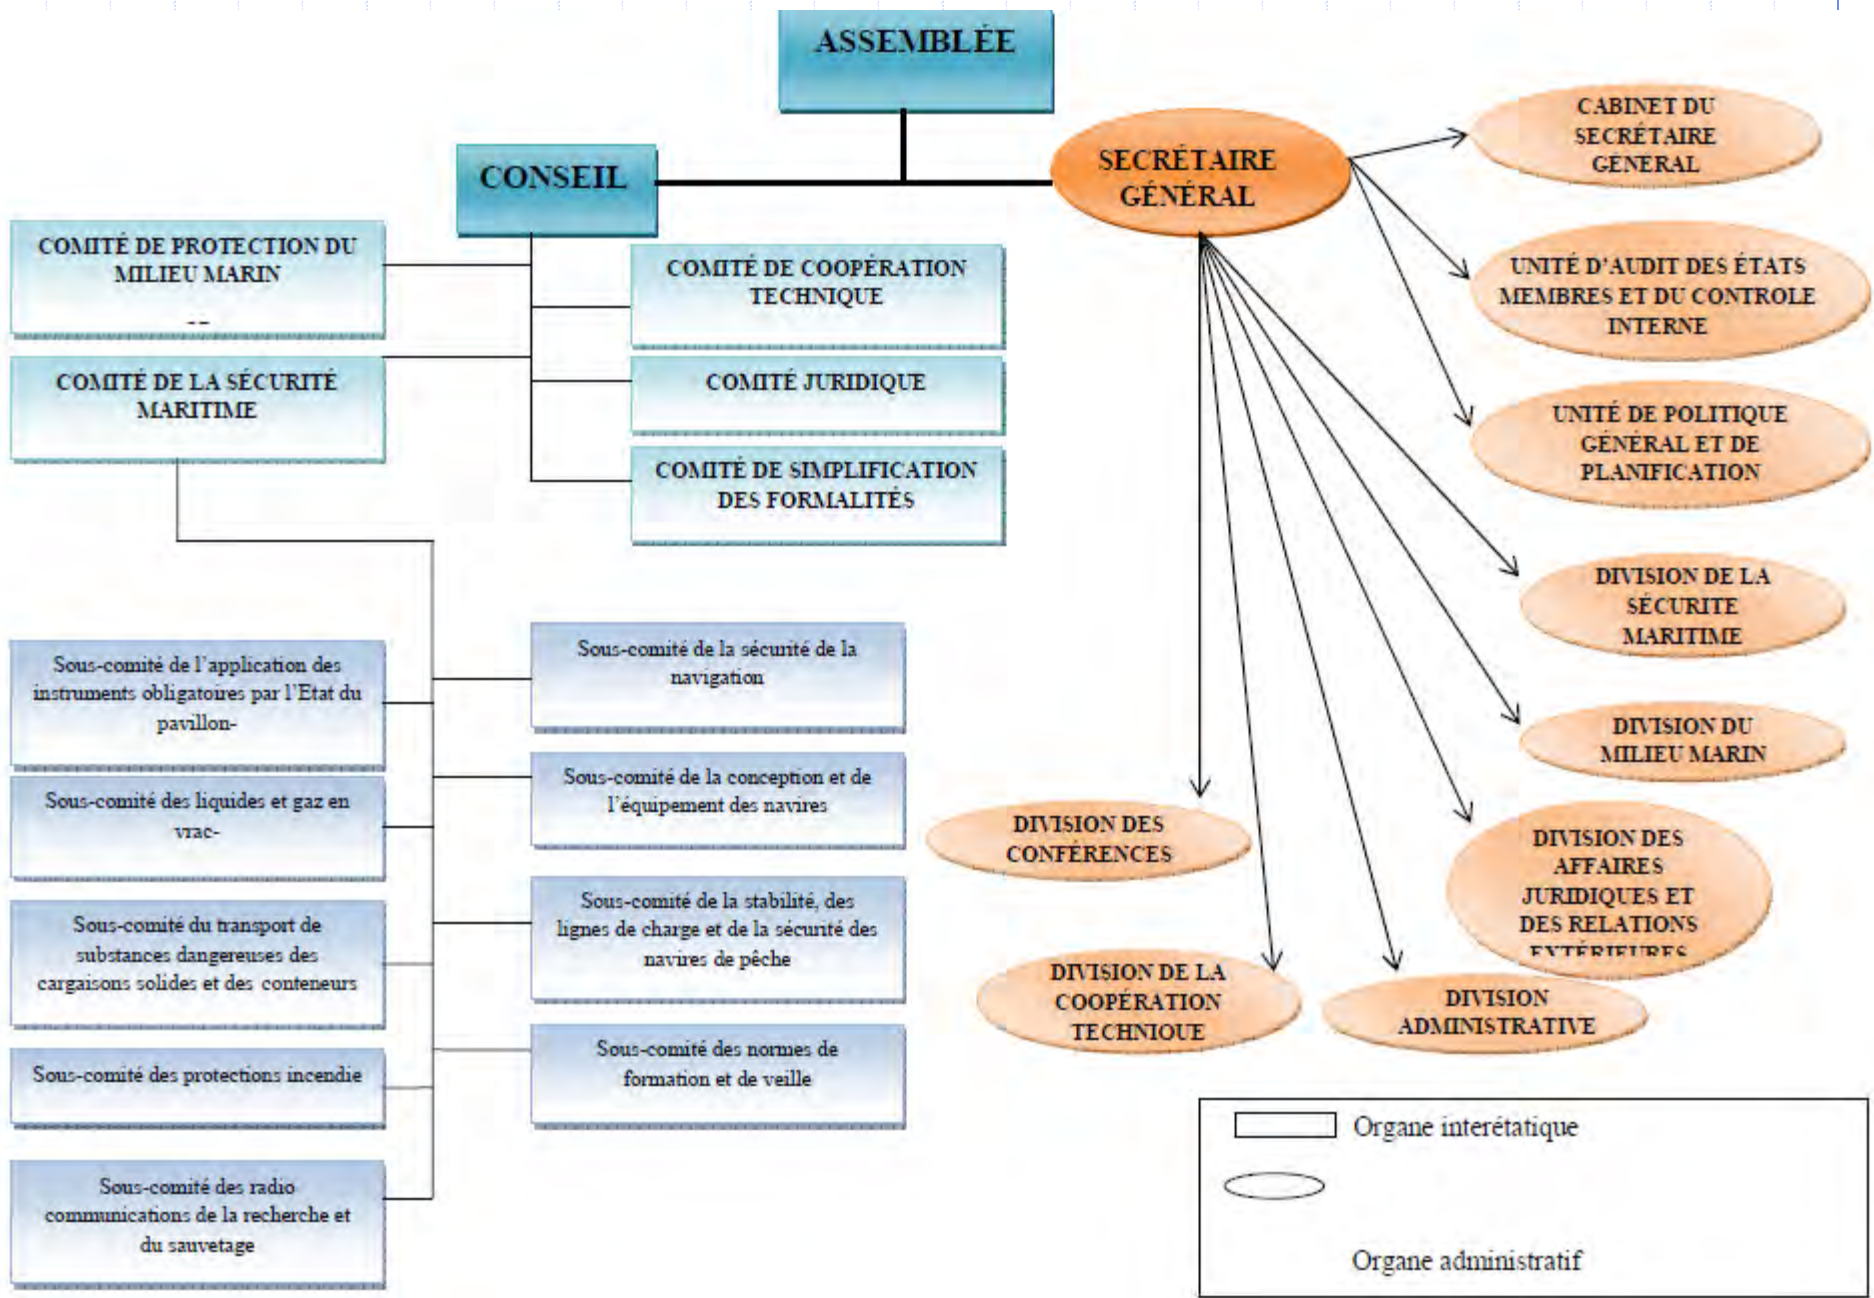 ASSEMBLÉE
CONSEIL
SECRÉTAIRE
GÉNÉRAL
CABINET DU
SECRÉTAIRE
GÉNÉRAL
UNITÉ D'AUDIT DES ÉTATS
MEMBRES ET DU CONTROLE
INTERNE
UNITÉ DE POLITIQUE
GÉNÉRAL ET DE
PLANIFICATION
DIVISION DE LA
SÉCURITE
MARITIME
DIVISION DU
MILIEU MARIN
DIVISION DES
AFFAIRES
JURIDIQUES ET
DES RELATIONS
EXTÉRIEURES
DIVISION
ADMINISTRATIVE
DIVISION DE LA
COOPÉRATION
TECHNIQUE
DIVISION DES
CONFÉRENCES
COMITÉ DE PROTECTION DU
MILIEU MARIN
--
COMITÉ DE LA SÉCURITÉ
MARITIME
COMITÉ DE COOPÉRATION
TECHNIQUE
COMITÉ JURIDIQUE
COMITÉ DE SIMPLIFICATION
DES FORMALITÉS
Sous-comité de l'application des
instruments obligatoires par l'Etat du
pavillon-
Sous-comité des liquides et gaz en
vrac-
Sous-comité du transport de
substances dangereuses des
cargaisons solides et des conteneurs
Sous-comité des protections incendie
Sous-comité des radio
communications de la recherche et
du sauvetage
Sous-comité de la sécurité de la
navigation
Sous-comité de la conception et de
l'équipement des navires
Sous-comité de la stabilité, des
lignes de charge et de la sécurité des
navires de pêche
Sous-comité des normes de
formation et de veille
Organe interétatique
Organe administratif